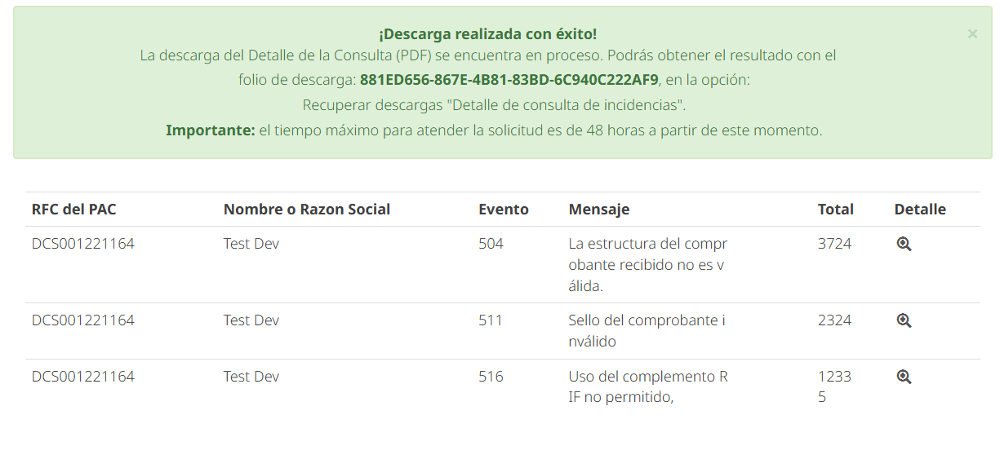 ¡Descarga realizada con éxito!
×
La descarga del Detalle de la Consulta (PDF) se encuentra en proceso. Podrás obtener el resultado con el
folio de descarga: 881ED656-867E-4B81-83BD-6C940C222AF9, en la opción:
Recuperar descargas "Detalle de consulta de incidencias".
Importante: el tiempo máximo para atender la solicitud es de 48 horas a partir de este momento.
RFC del PAC Nombre o Razon Social Evento Mensaje Total Detalle
DCS001221164 Test Dev 504 La estructura del compr 3724
obante recibido no es v
álida.
DCS001221164 Test Dev 511 Sello del comprobante i 2324
nválido
DCS001221164 Test Dev 516 Uso del complemento R 1233
IF no permitido, 5